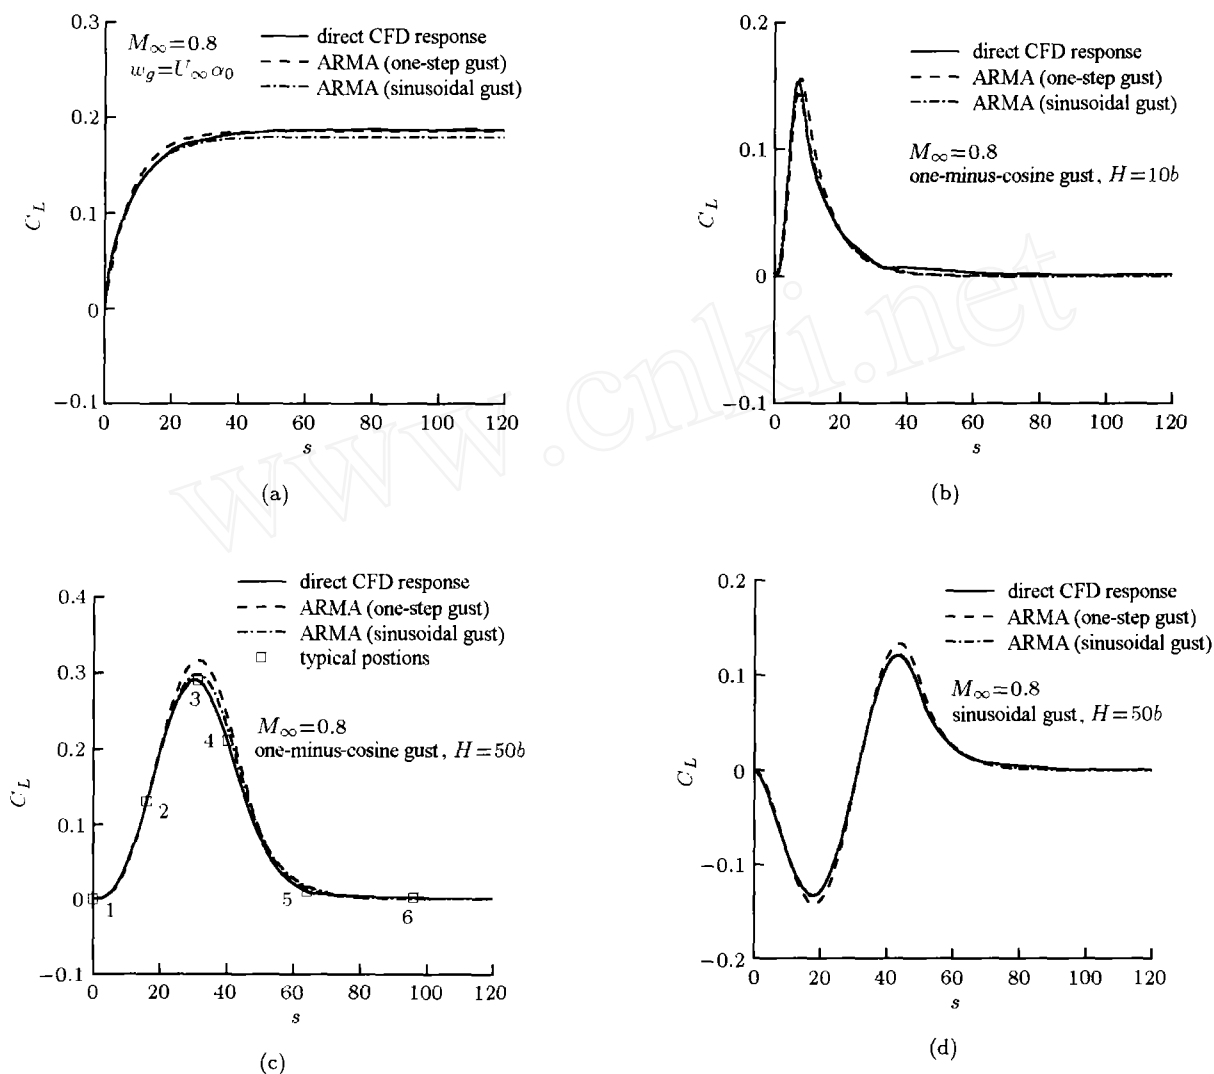 0.3
M∞=0.8
w_g=U∞α₀
direct CFD response
ARMA (one-step gust)
ARMA (sinusoidal gust)
0.2
0.1
0
−0.1
C_L
0 20 40 60 80 100 120
s
(a)
0.2
direct CFD response
ARMA (one-step gust)
ARMA (sinusoidal gust)
M∞=0.8
one-minus-cosine gust, H=10b
0.1
0
−0.1
C_L
0 20 40 60 80 100 120
s
(b)
www.cnki.net
direct CFD response
ARMA (one-step gust)
ARMA (sinusoidal gust)
typical postions
0.4
0.3
0.2
0.1
0
−0.1
C_L
M∞=0.8
one-minus-cosine gust, H=50b
1
2
3
4
5
6
0 20 40 60 80 100 120
s
(c)
0.2
direct CFD response
ARMA (one-step gust)
ARMA (sinusoidal gust)
M∞=0.8
sinusoidal gust, H=50b
0.1
0
−0.1
−0.2
C_L
0 20 40 60 80 100 120
s
(d)